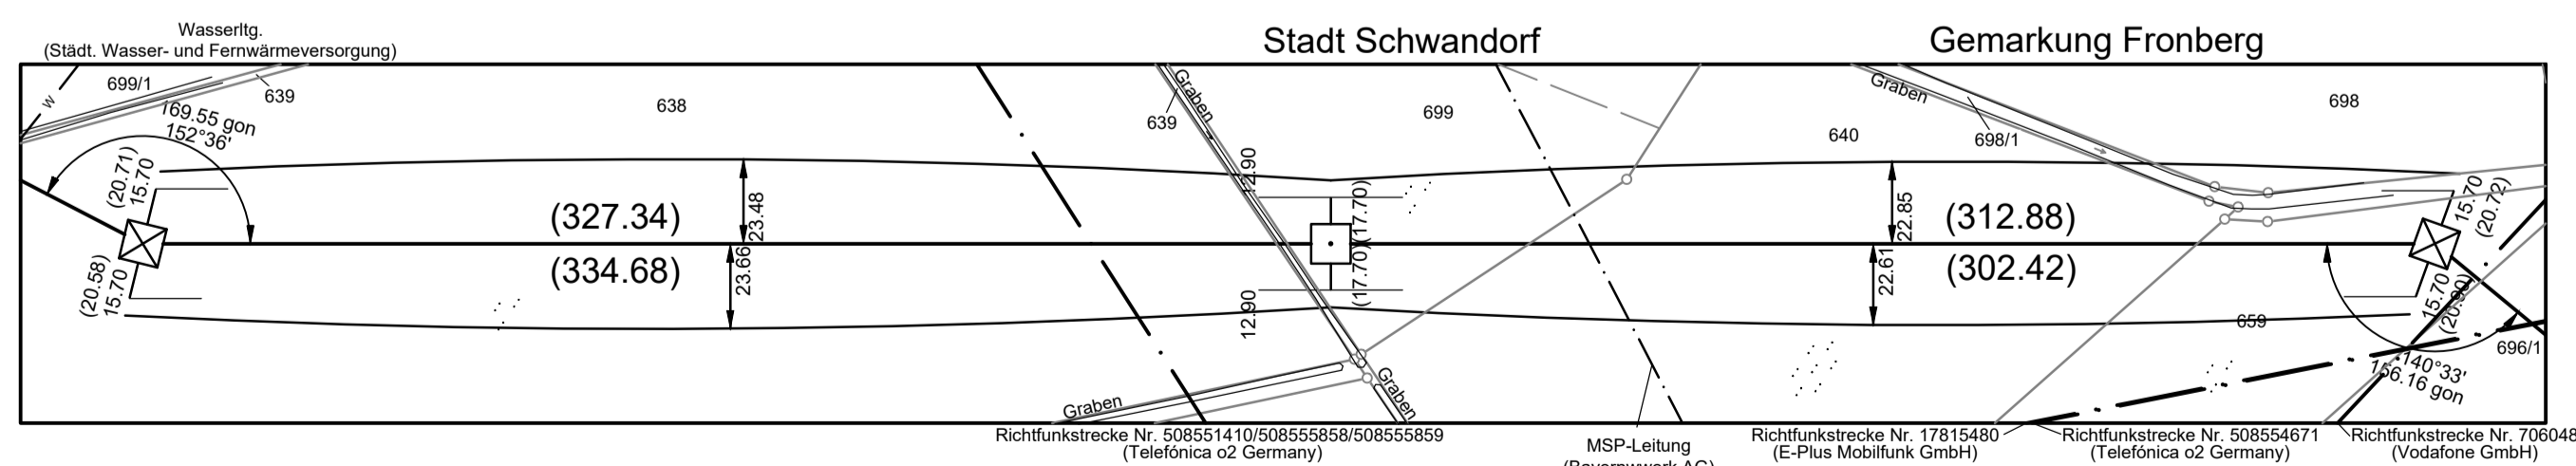 Wasserltg.
(Städt. Wasser- und Fernwärmeversorgung)
Stadt Schwandorf
Gemarkung Fronberg
699/1
639
W
169.55 gon
152°36'
638
639
Graben
699
640
Graben
698/1
698
(20.71)
15.70
(327.34)
23.48
12.90
(17.70)
(17.70)
22.85
(312.88)
15.70
(20.72)
(20.58)
15.70
(334.68)
23.66
12.90
22.61
(302.42)
15.70
659
696/1
140°33'
156.16 gon
Graben
Graben
Richtfunkstrecke Nr. 508551410/508555858/508555859
(Telefónica o2 Germany)
MSP-Leitung
Richtfunkstrecke Nr. 17815480
(E-Plus Mobilfunk GmbH)
Richtfunkstrecke Nr. 508554671
(Telefónica o2 Germany)
Richtfunkstrecke Nr. 706048
(Vodafone GmbH)